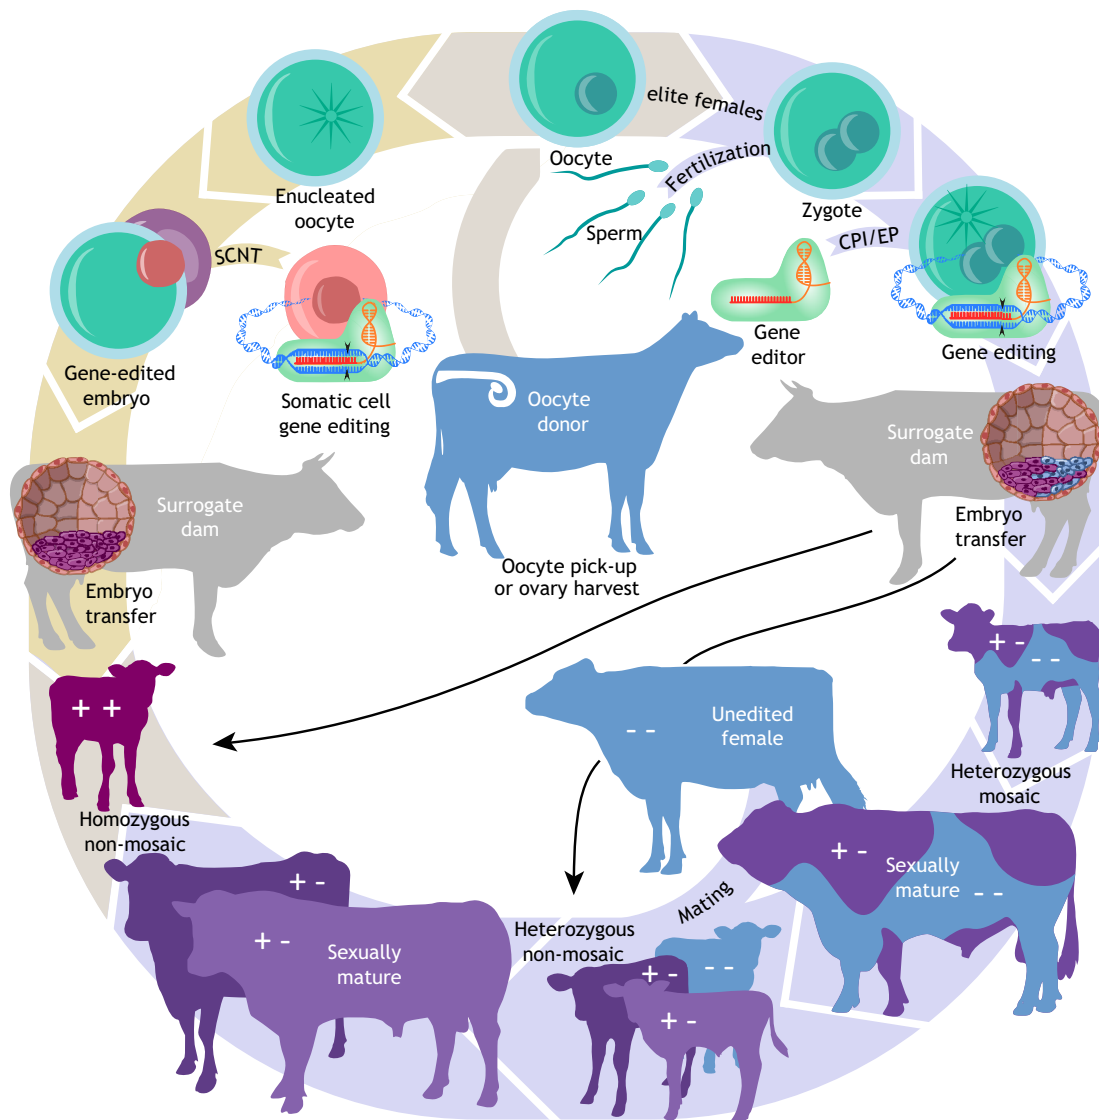 elite females
Oocyte
Fertilization
Zygote
Enucleated
oocyte
Sperm
SCNT
CPI/EP
Gene
editor
Gene editing
Gene-edited
embryo
Somatic cell
gene editing
Oocyte
donor
Surrogate
dam
Surrogate
dam
Embryo
transfer
Oocyte pick-up
or ovary harvest
Embryo
transfer
+ -
- -
+ +
Unedited
female
- -
Heterozygous
mosaic
Homozygous
non-mosaic
+ -
Sexually
mature
- -
+ -
+ -
Sexually
mature
Mating
Heterozygous
non-mosaic
+ -
- -
+ -